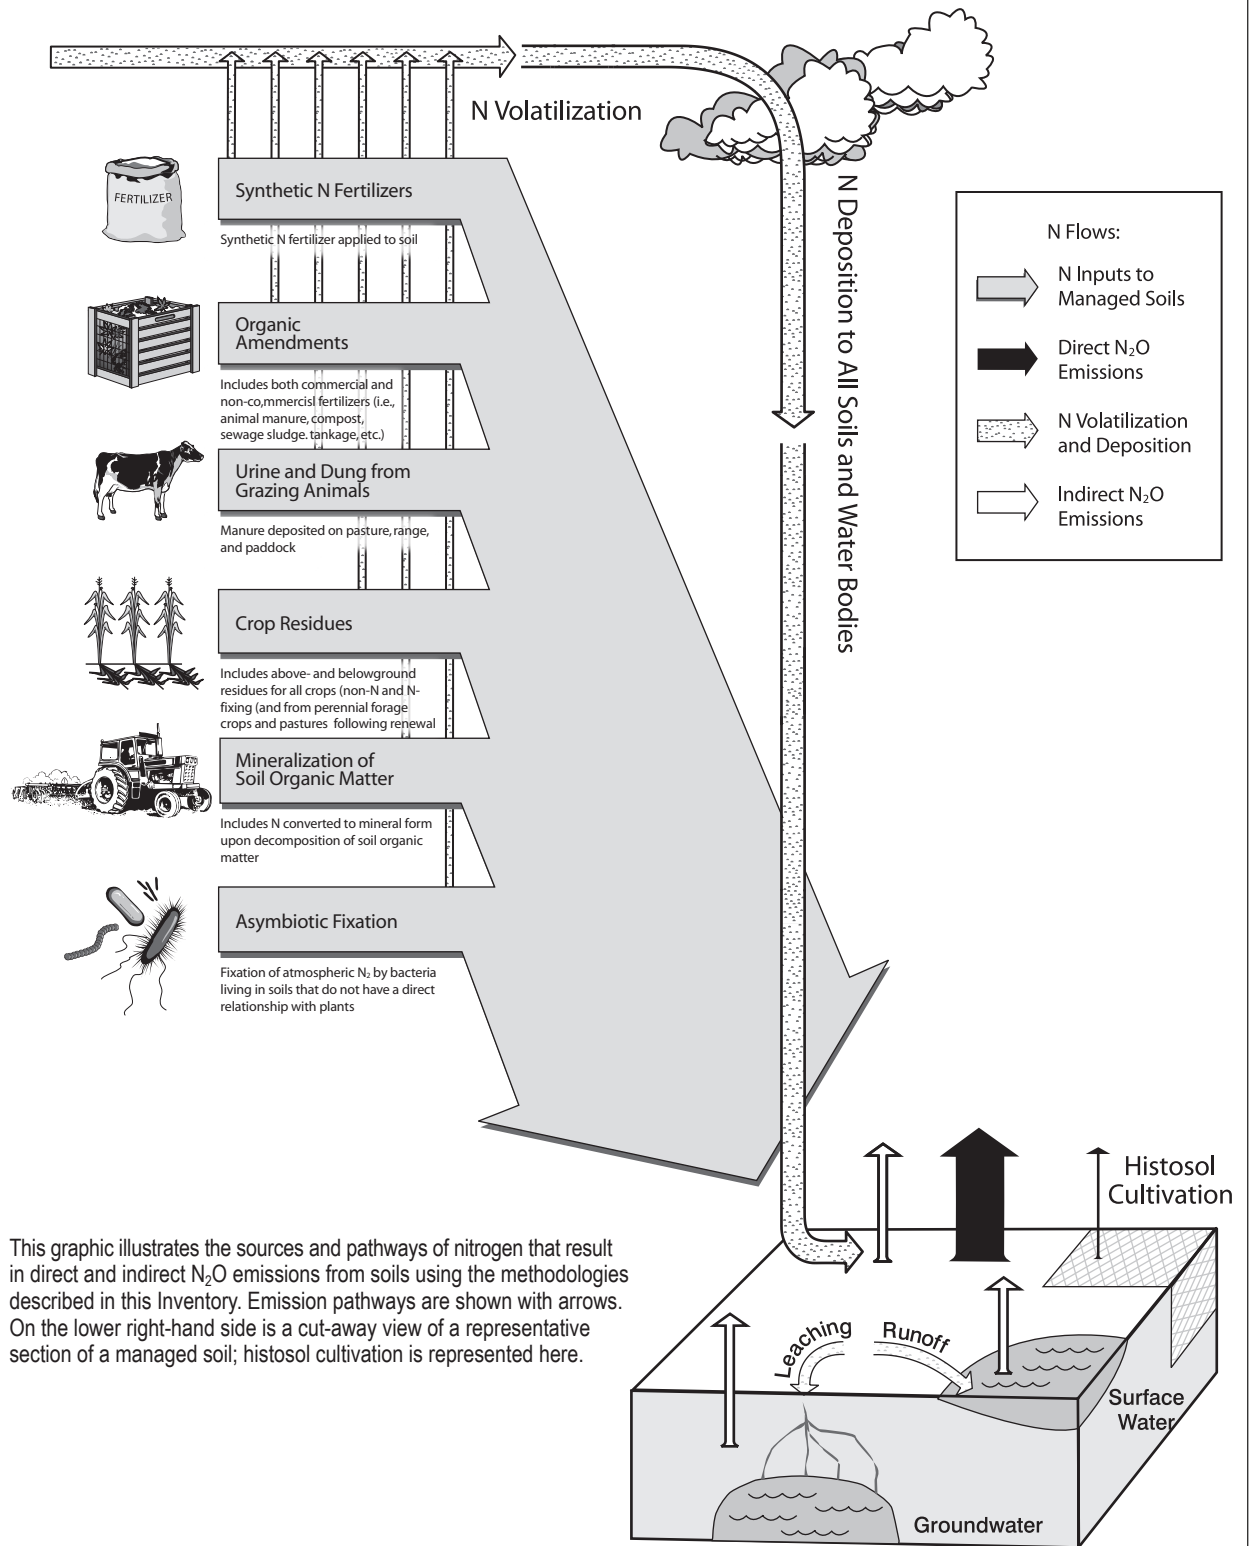 N Volatilization
FERTILIZER
Synthetic N Fertilizers
Synthetic N fertilizer applied to soil
Organic
Amendments
Includes both commercial and
non-co,mmercisl fertilizers (i.e.,
animal manure, compost,
sewage sludge. tankage, etc.)
Urine and Dung from
Grazing Animals
Manure deposited on pasture, range,
and paddock
Crop Residues
Includes above- and belowground
residues for all crops (non-N and N-
fixing (and from perennial forage
crops and pastures following renewal
Mineralization of
Soil Organic Matter
Includes N converted to mineral form
upon decomposition of soil organic
matter
Asymbiotic Fixation
Fixation of atmospheric N₂ by bacteria
living in soils that do not have a direct
relationship with plants
N Deposition to All Soils and Water Bodies
N Flows:
N Inputs to
Managed Soils
Direct N₂O
Emissions
N Volatilization
and Deposition
Indirect N₂O
Emissions
Histosol
Cultivation
This graphic illustrates the sources and pathways of nitrogen that result
in direct and indirect N₂O emissions from soils using the methodologies
described in this Inventory. Emission pathways are shown with arrows.
On the lower right-hand side is a cut-away view of a representative
section of a managed soil; histosol cultivation is represented here.
Leaching
Runoff
Surface
Water
Groundwater